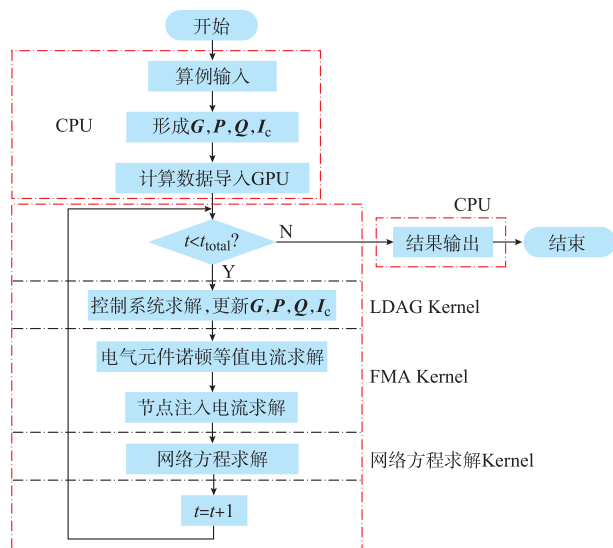 开始
算例输入
CPU
形成G,P,Q,Ic
计算数据导入GPU
CPU
t<ttotal?
N
结果输出
结束
Y
控制系统求解,更新G,P,Q,Ic
LDAG Kernel
电气元件诺顿等值电流求解
FMA Kernel
节点注入电流求解
网络方程求解
网络方程求解Kernel
t=t+1